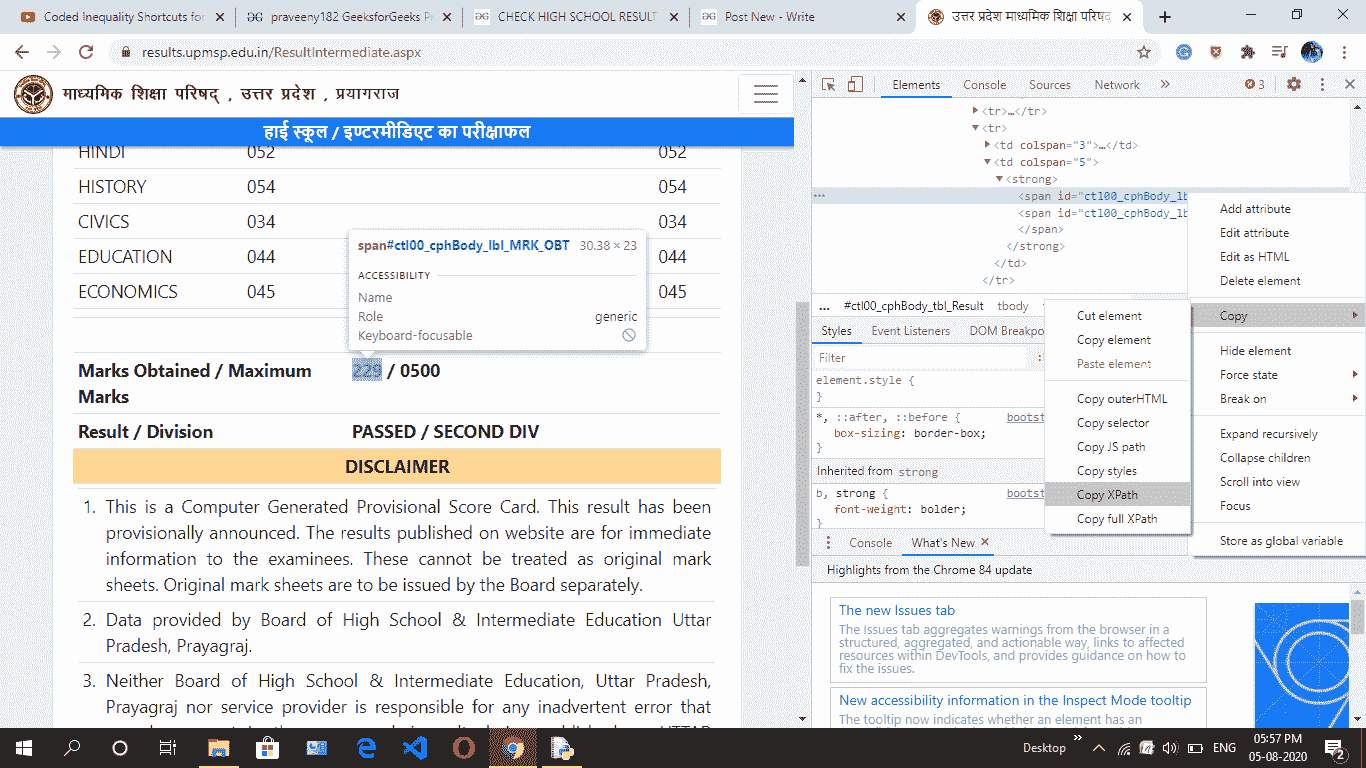 Coded Inequality Shortcuts for
praveeny182 GeeksforGeeks Pr
CHECK HIGH SCHOOL RESULT
Post New - Write
उत्तर प्रदेश माध्यमिक शिक्षा परिषद्
results.upmsp.edu.in/ResultIntermediate.aspx
माध्यमिक शिक्षा परिषद् , उत्तर प्रदेश , प्रयागराज
हाई स्कूल / इण्टरमीडिएट का परीक्षाफल
HINDI 052 052
HISTORY 054 054
CIVICS 034 034
EDUCATION 044 044
ECONOMICS 045 045
span#ctl00_cphBody_lbl_MRK_OBT 30.38 × 23
ACCESSIBILITY
Name
Role generic
Keyboard-focusable
Marks Obtained / Maximum Marks 229 / 0500
Result / Division PASSED / SECOND DIV
DISCLAIMER
1. This is a Computer Generated Provisional Score Card. This result has been
provisionally announced. The results published on website are for immediate
information to the examinees. These cannot be treated as original mark
sheets. Original mark sheets are to be issued by the Board separately.
2. Data provided by Board of High School & Intermediate Education Uttar
Pradesh, Prayagraj.
3. Neither Board of High School & Intermediate Education, Uttar Pradesh,
Prayagraj nor service provider is responsible for any inadvertent error that
Elements Console Sources Network » 3
<tr>…</tr>
<tr>
<td colspan="3">…</td>
<td colspan="5">
<strong>
… <span id="ctl00_cphBody_lb
<span id="ctl00_cphBody_lb
</span>
</strong>
</td>
</tr>
... #ctl00_cphBody_tbl_Result tbody
Styles Event Listeners DOM Breakpo
Filter
element.style {
}
*, ::after, ::before { bootst
box-sizing: border-box;
}
Inherited from strong
b, strong { bootst
font-weight: bolder;
}
Cut element
Copy element
Paste element
Copy outerHTML
Copy selector
Copy JS path
Copy styles
Copy XPath
Copy full XPath
Add attribute
Edit attribute
Edit as HTML
Delete element
Copy
Hide element
Force state
Break on
Expand recursively
Collapse children
Scroll into view
Focus
Store as global variable
Console What's New
Highlights from the Chrome 84 update
The new Issues tab
The Issues tab aggregates warnings from the browser in a
structured, aggregated, and actionable way, links to affected
resources within DevTools, and provides guidance on how to
fix the issues.
New accessibility information in the Inspect Mode tooltip
The tooltip now indicates whether an element has an
Desktop » ENG 05:57 PM
05-08-2020 2